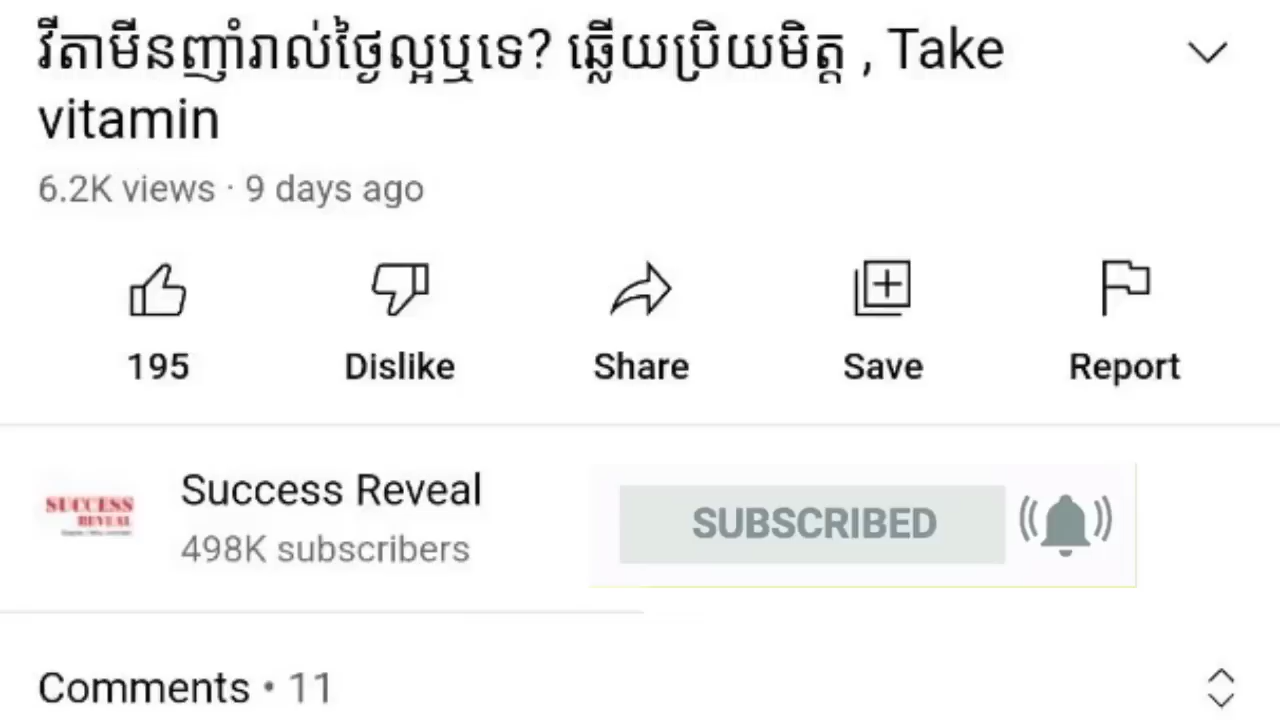 វីតាមីនញ៉ាំរាល់ថ្ងៃល្អឬទេ? ឆ្លើយប្រិយមិត្ត , Take
vitamin
6.2K views · 9 days ago
195 Dislike Share Save Report
SUCCESS
REVEAL
Success Reveal
498K subscribers
SUBSCRIBED
Comments • 11